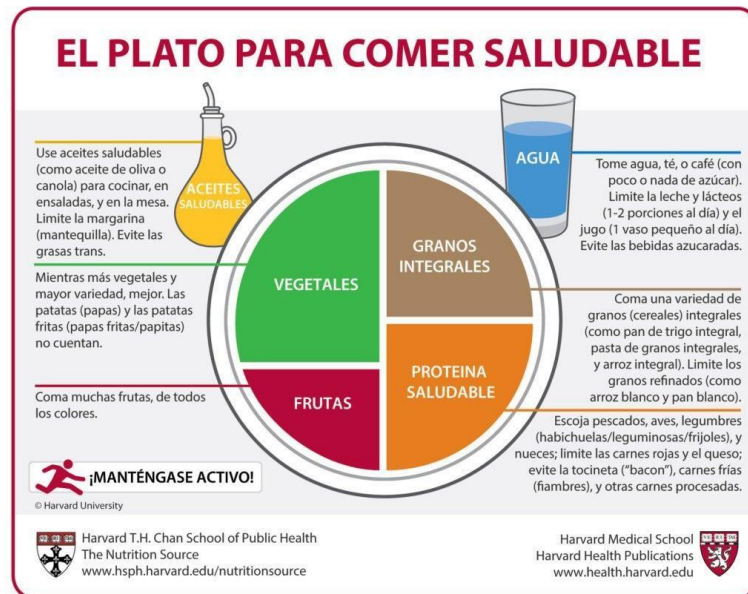 EL PLATO PARA COMER SALUDABLE
Use aceites saludables
(como aceite de oliva o
canola) para cocinar, en
ensaladas, y en la mesa.
Limite la margarina
(mantequilla). Evite las
grasas trans.
ACEITES
SALUDABLES
AGUA
Tome agua, té, o café (con
poco o nada de azúcar).
Limite la leche y lácteos
(1-2 porciones al día) y el
jugo (1 vaso pequeño al día).
Evite las bebidas azucaradas.
Mientras más vegetales y
mayor variedad, mejor. Las
patatas (papas) y las patatas
fritas (papas fritas/papitas)
no cuentan.
VEGETALES
GRANOS
INTEGRALES
Coma una variedad de
granos (cereales) integrales
(como pan de trigo integral,
pasta de granos integrales,
y arroz integral). Limite los
granos refinados (como
arroz blanco y pan blanco).
Coma muchas frutas, de todos
los colores.
FRUTAS
PROTEINA
SALUDABLE
Escoja pescados, aves, legumbres
(habichuelas/leguminosas/frijoles), y
nueces; limite las carnes rojas y el queso;
evite la tocineta (“bacon”), carnes frías
(fiambres), y otras carnes procesadas.
¡MANTÉNGASE ACTIVO!
© Harvard University
Harvard T.H. Chan School of Public Health
The Nutrition Source
www.hsph.harvard.edu/nutritionsource
Harvard Medical School
Harvard Health Publications
www.health.harvard.edu